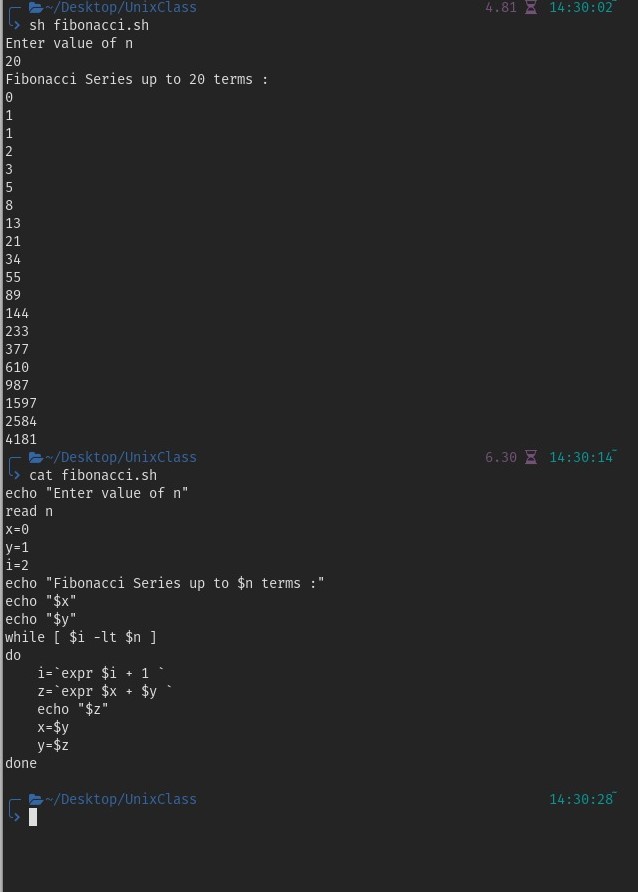 ~/Desktop/UnixClass 4.81 14:30:02
sh fibonacci.sh
Enter value of n
20
Fibonacci Series up to 20 terms :
0
1
1
2
3
5
8
13
21
34
55
89
144
233
377
610
987
1597
2584
4181
~/Desktop/UnixClass 6.30 14:30:14
cat fibonacci.sh
echo "Enter value of n"
read n
x=0
y=1
i=2
echo "Fibonacci Series up to $n terms :"
echo "$x"
echo "$y"
while [ $i -lt $n ]
do
    i=`expr $i + 1 `
    z=`expr $x + $y `
    echo "$z"
    x=$y
    y=$z
done
~/Desktop/UnixClass 14:30:28